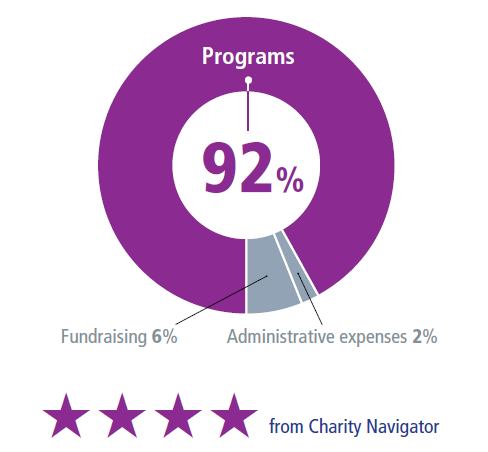 Programs
92%
Fundraising 6%
Administrative expenses 2%
from Charity Navigator